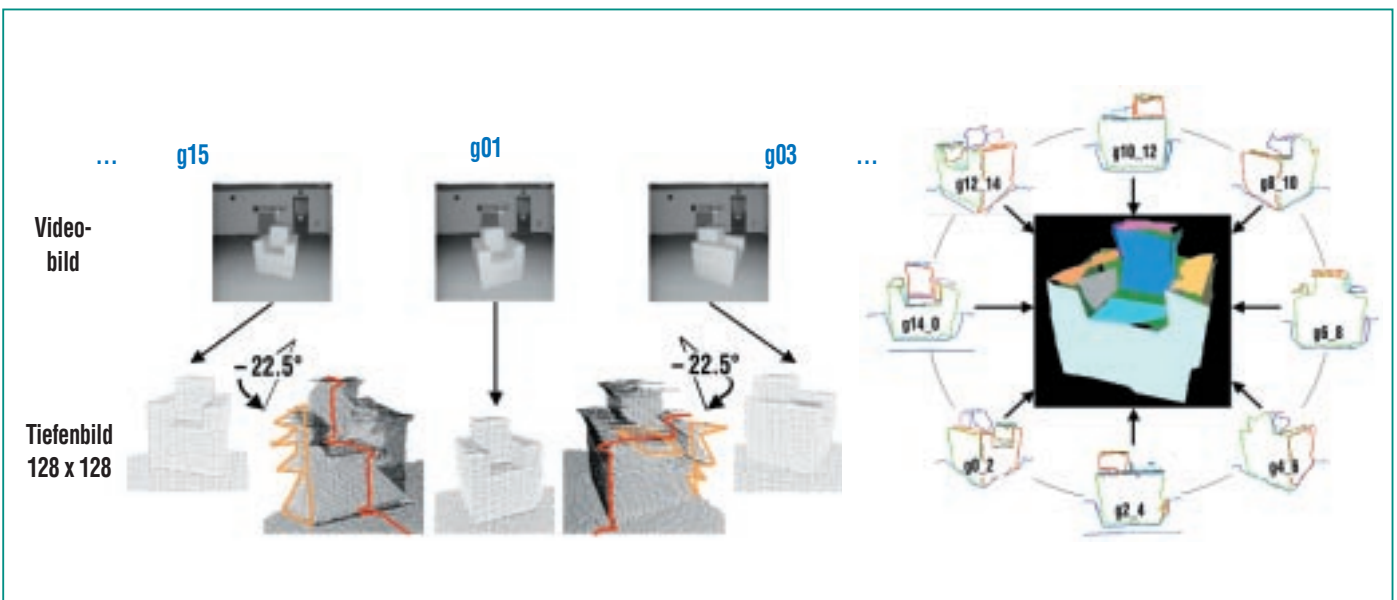 ... g15 g01 g03 ...
Video-
bild
– 22,5°
– 22,5°
Tiefenbild
128 x 128
g10_12
g12_14
g8_10
g14_0
g6_8
g0_2
g4_6
g2_4